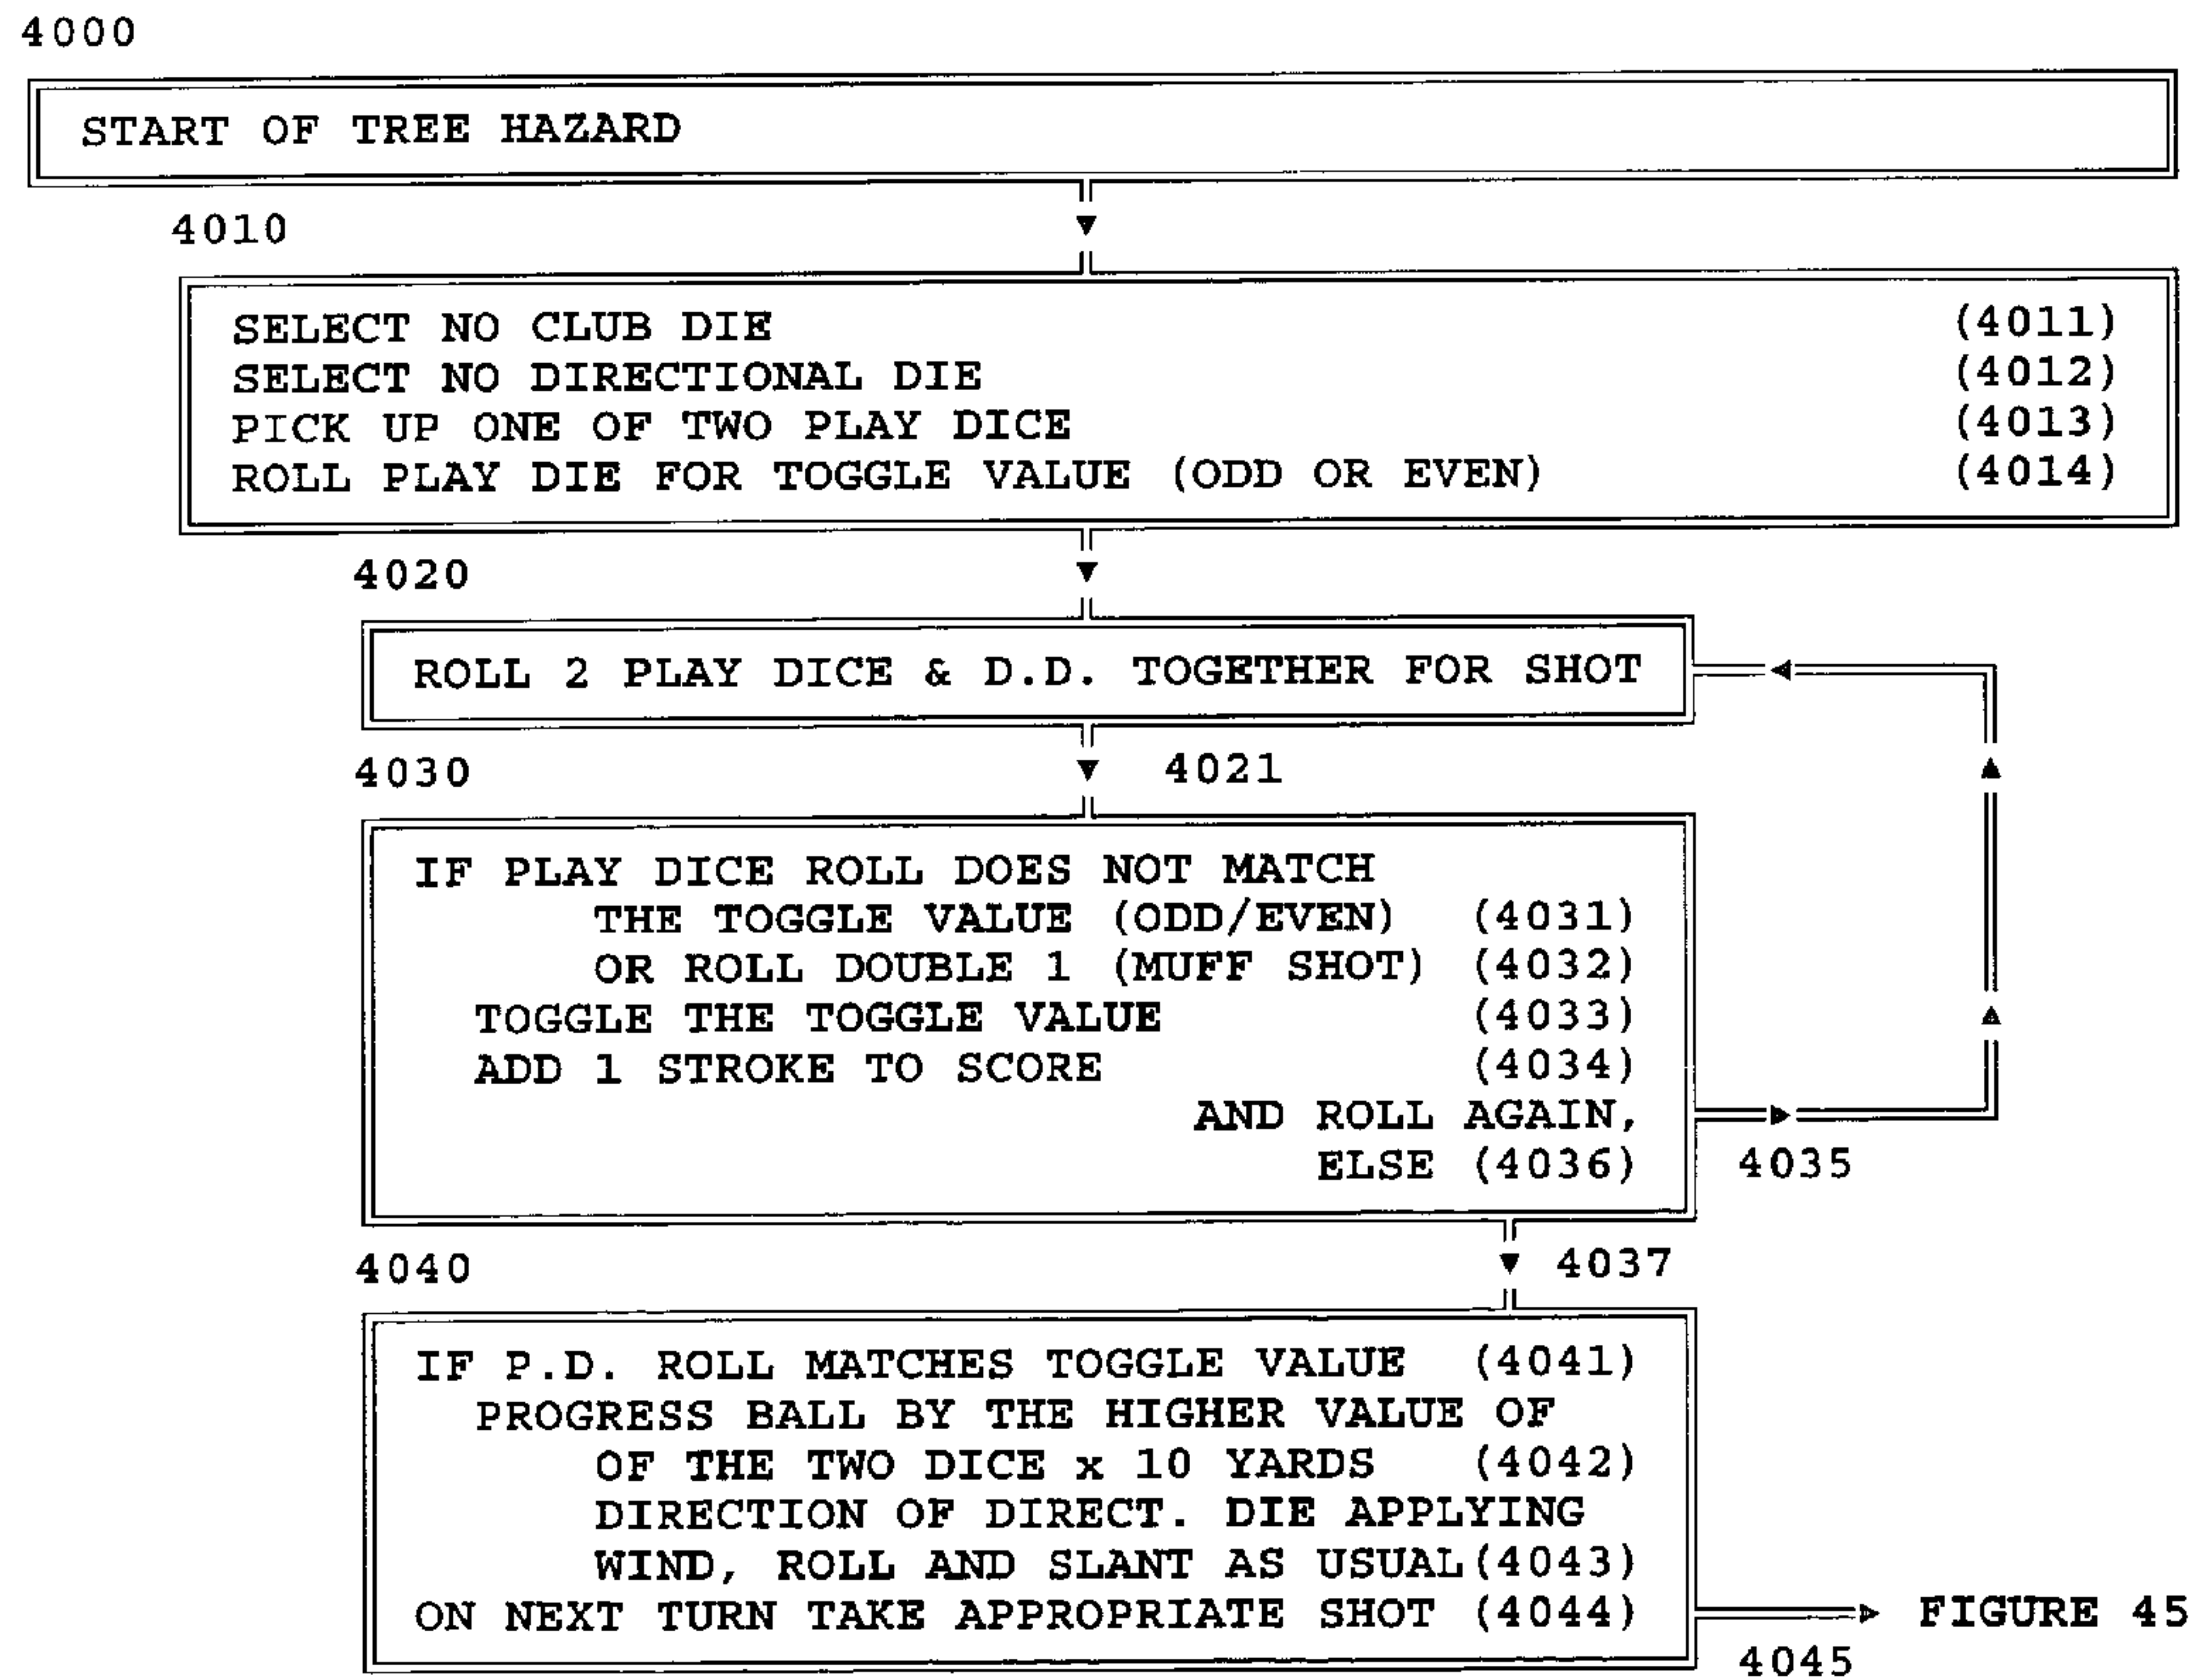 4000
START OF TREE HAZARD
4010
SELECT NO CLUB DIE (4011)
SELECT NO DIRECTIONAL DIE (4012)
PICK UP ONE OF TWO PLAY DICE (4013)
ROLL PLAY DIE FOR TOGGLE VALUE (ODD OR EVEN) (4014)
4020
ROLL 2 PLAY DICE & D.D. TOGETHER FOR SHOT
4030 4021
IF PLAY DICE ROLL DOES NOT MATCH
THE TOGGLE VALUE (ODD/EVEN) (4031)
OR ROLL DOUBLE 1 (MUFF SHOT) (4032)
TOGGLE THE TOGGLE VALUE (4033)
ADD 1 STROKE TO SCORE (4034)
AND ROLL AGAIN,
ELSE (4036) 4035
4040 4037
IF P.D. ROLL MATCHES TOGGLE VALUE (4041)
PROGRESS BALL BY THE HIGHER VALUE OF
OF THE TWO DICE x 10 YARDS (4042)
DIRECTION OF DIRECT. DIE APPLYING
WIND, ROLL AND SLANT AS USUAL(4043)
ON NEXT TURN TAKE APPROPRIATE SHOT (4044) FIGURE 45
4045